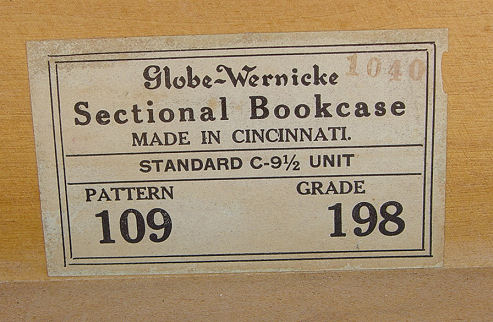 Globe-Wernicke
1040
Sectional Bookcase
MADE IN CINCINNATI.
STANDARD C-9½ UNIT
PATTERN GRADE
109 198